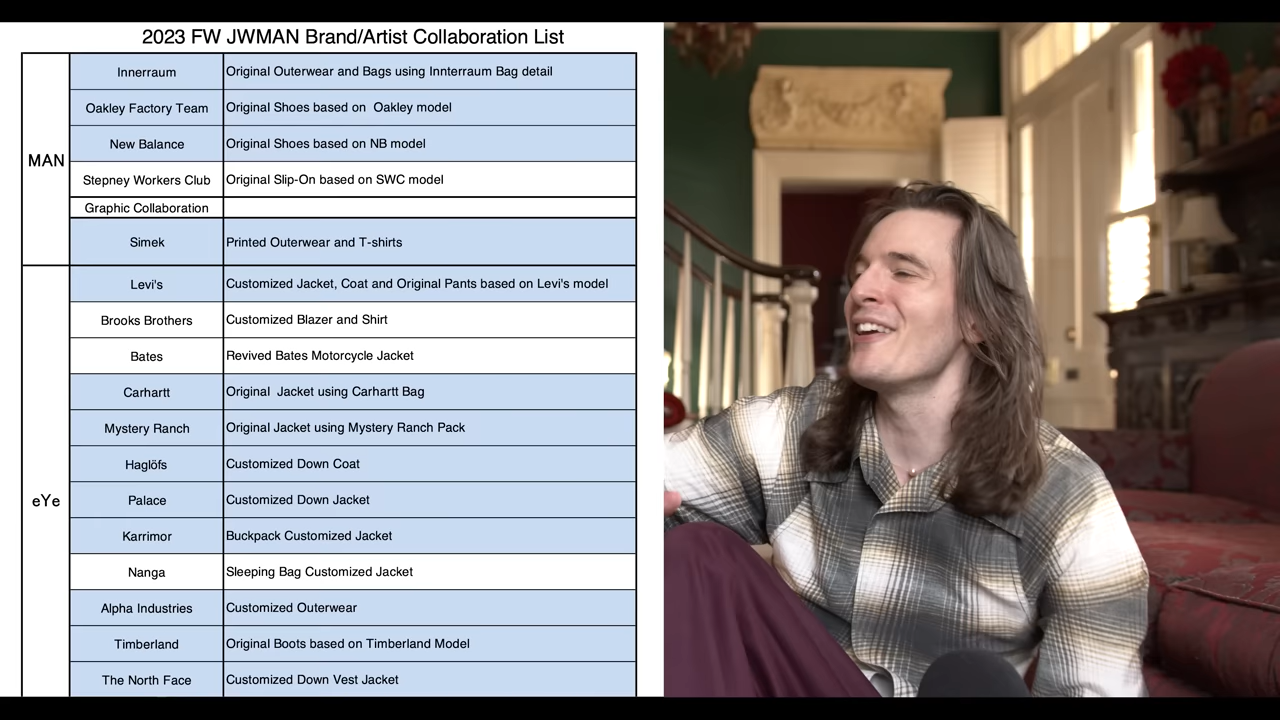 2023 FW JWMAN Brand/Artist Collaboration List
MAN
Innerraum Original Outerwear and Bags using Innterraum Bag detail
Oakley Factory Team Original Shoes based on Oakley model
New Balance Original Shoes based on NB model
Stepney Workers Club Original Slip-On based on SWC model
Graphic Collaboration
Simek Printed Outerwear and T-shirts
eYe
Levi's Customized Jacket, Coat and Original Pants based on Levi's model
Brooks Brothers Customized Blazer and Shirt
Bates Revived Bates Motorcycle Jacket
Carhartt Original Jacket using Carhartt Bag
Mystery Ranch Original Jacket using Mystery Ranch Pack
Haglöfs Customized Down Coat
Palace Customized Down Jacket
Karrimor Buckpack Customized Jacket
Nanga Sleeping Bag Customized Jacket
Alpha Industries Customized Outerwear
Timberland Original Boots based on Timberland Model
The North Face Customized Down Vest Jacket